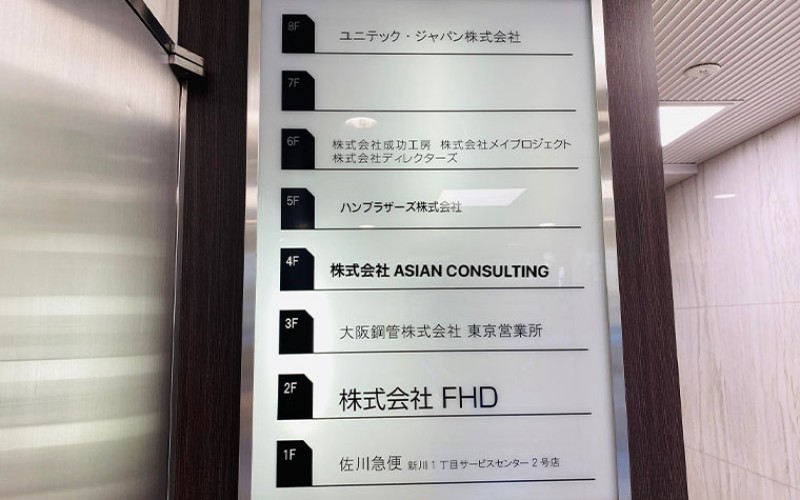 8F ユニテック・ジャパン株式会社
7F
6F 株式会社成功工房 株式会社メイプロジェクト
株式会社ディレクターズ
5F ハンブラザーズ株式会社
4F 株式会社 ASIAN CONSULTING
3F 大阪鋼管株式会社 東京営業所
2F 株式会社 FHD
1F 佐川急便 新川1丁目サービスセンター2号店